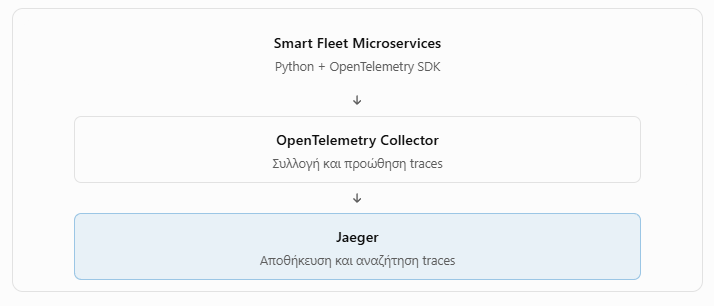 Smart Fleet Microservices
Python + OpenTelemetry SDK
↓
OpenTelemetry Collector
Συλλογή και προώθηση traces
↓
Jaeger
Αποθήκευση και αναζήτηση traces